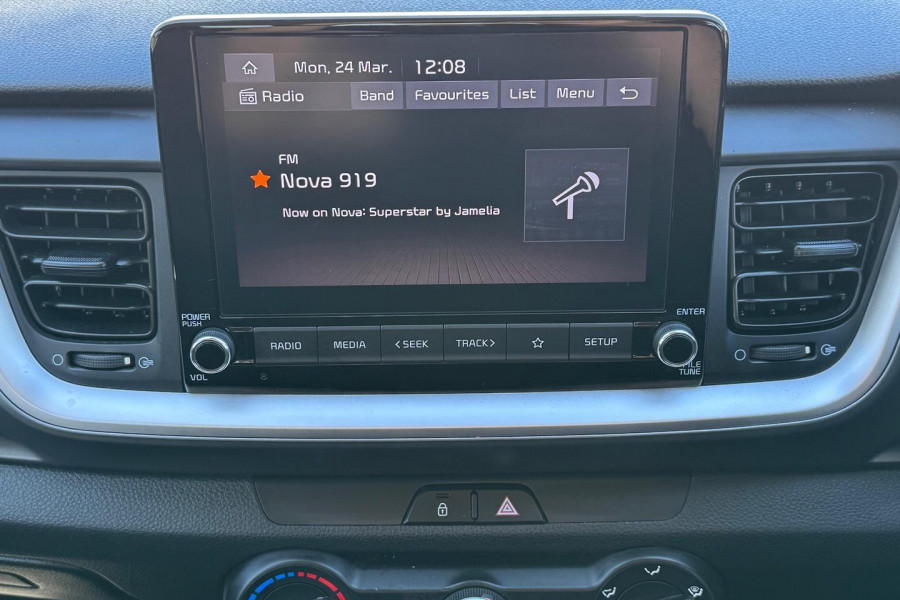 Mon, 24 Mar. 12:08
Radio Band Favourites List Menu
FM
Nova 919
Now on Nova: Superstar by Jamelia
POWER
PUSH
ENTER
RADIO MEDIA <SEEK TRACK> SETUP
VOL
FILE
TUNE